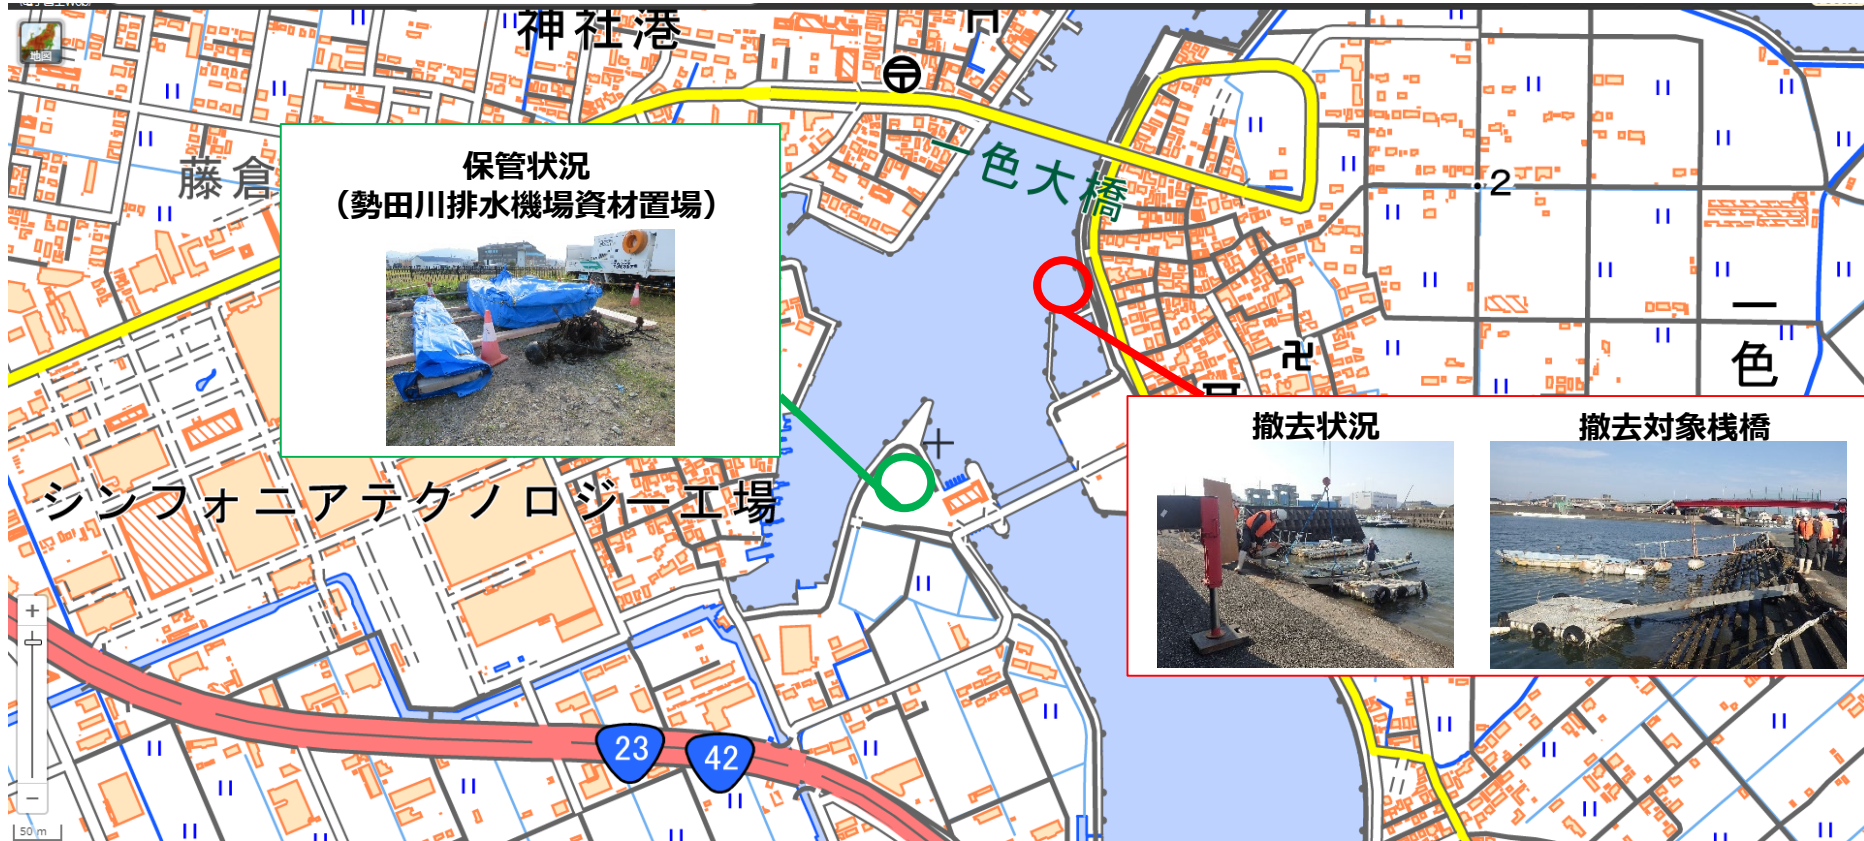 地図
神社港
藤倉
一色大橋
2
保管状況
（勢田川排水機場資材置場）
一色
撤去状況
撤去対象桟橋
シンフォニアテクノロジー工場
23
42
50 m